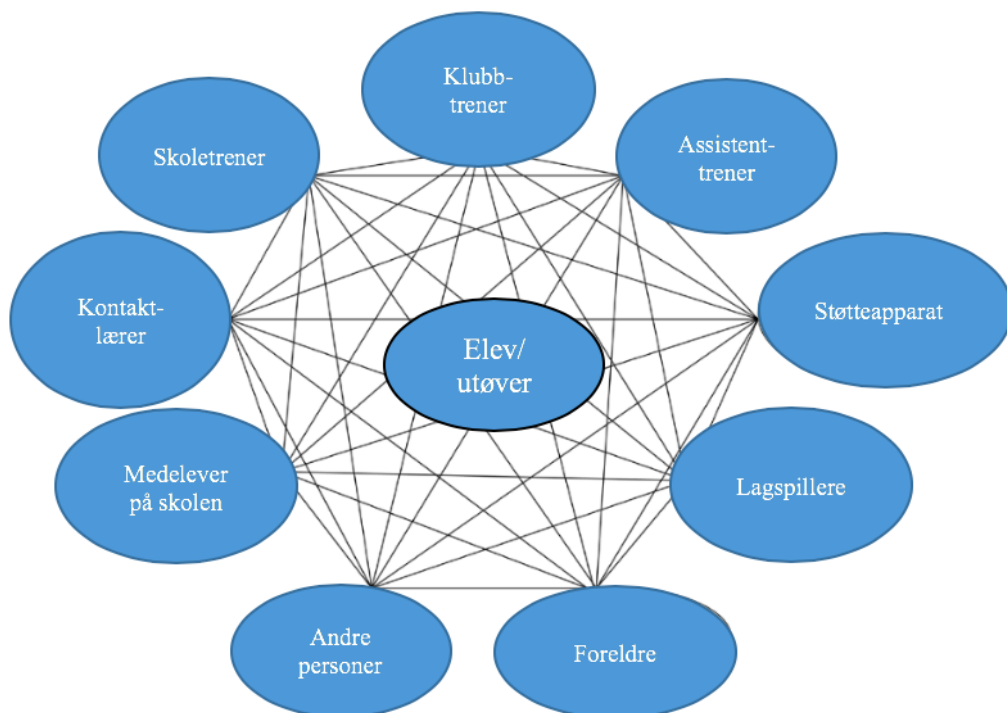 Klubb-
trener
Skoletrener
Assistent-
trener
Kontakt-
lærer
Støtteapparat
Elev/
utøver
Medelever
på skolen
Lagspillere
Andre
personer
Foreldre